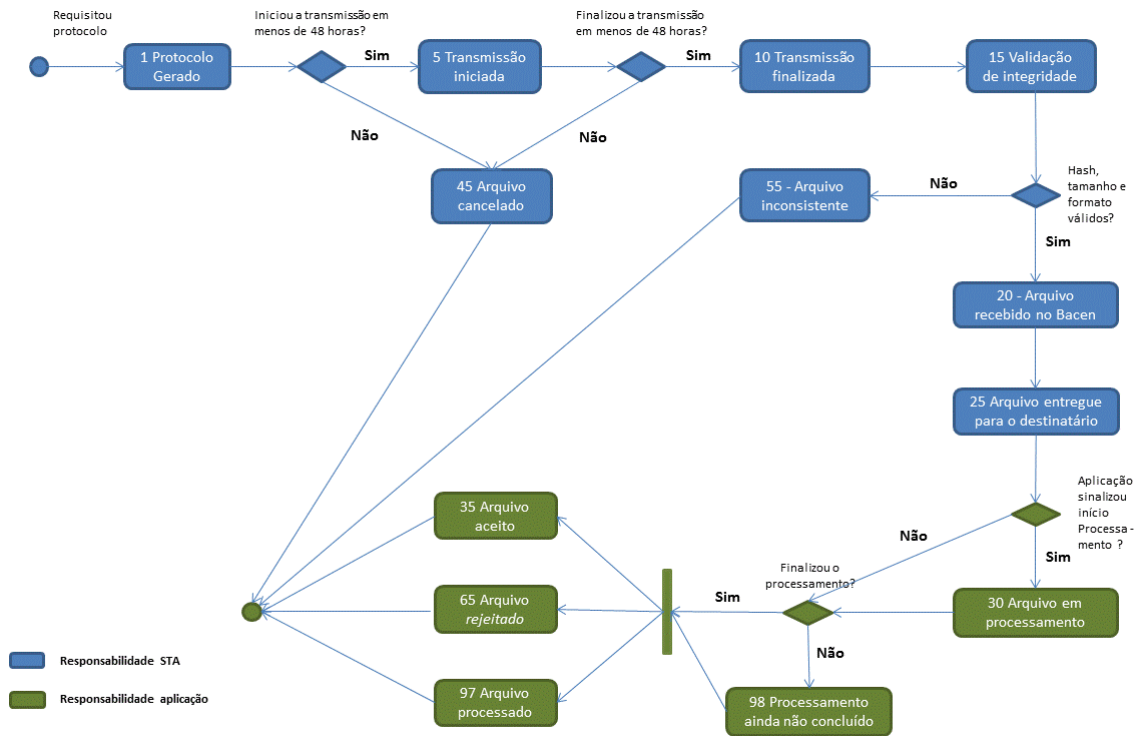 Requisitou
protocolo
Iniciou a transmissão em
menos de 48 horas?
Finalizou a transmissão
em menos de 48 horas?
1 Protocolo
Gerado
Sim
5 Transmissão
iniciada
Sim
10 Transmissão
finalizada
15 Validação
de integridade
Não
Não
45 Arquivo
cancelado
55 - Arquivo
inconsistente
Não
Hash,
tamanho e
formato
válidos?
Sim
20 - Arquivo
recebido no Bacen
25 Arquivo entregue
para o destinatário
Aplicação
sinalizou
início
Processa -
mento ?
Não
Sim
35 Arquivo
aceito
Finalizou o
processamento?
Sim
30 Arquivo em
processamento
65 Arquivo
rejeitado
Não
Responsabilidade STA
Responsabilidade aplicação
97 Arquivo
processado
98 Processamento
ainda não concluído